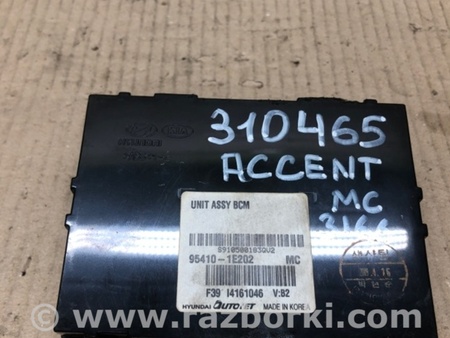 310465
ACCENT
MC
3166
UNIT ASSY BCM
95410-1E202 MC
F39 I4161046 V:B2
HYUNDAI AUTONET MADE IN KOREA
www.razborki.com